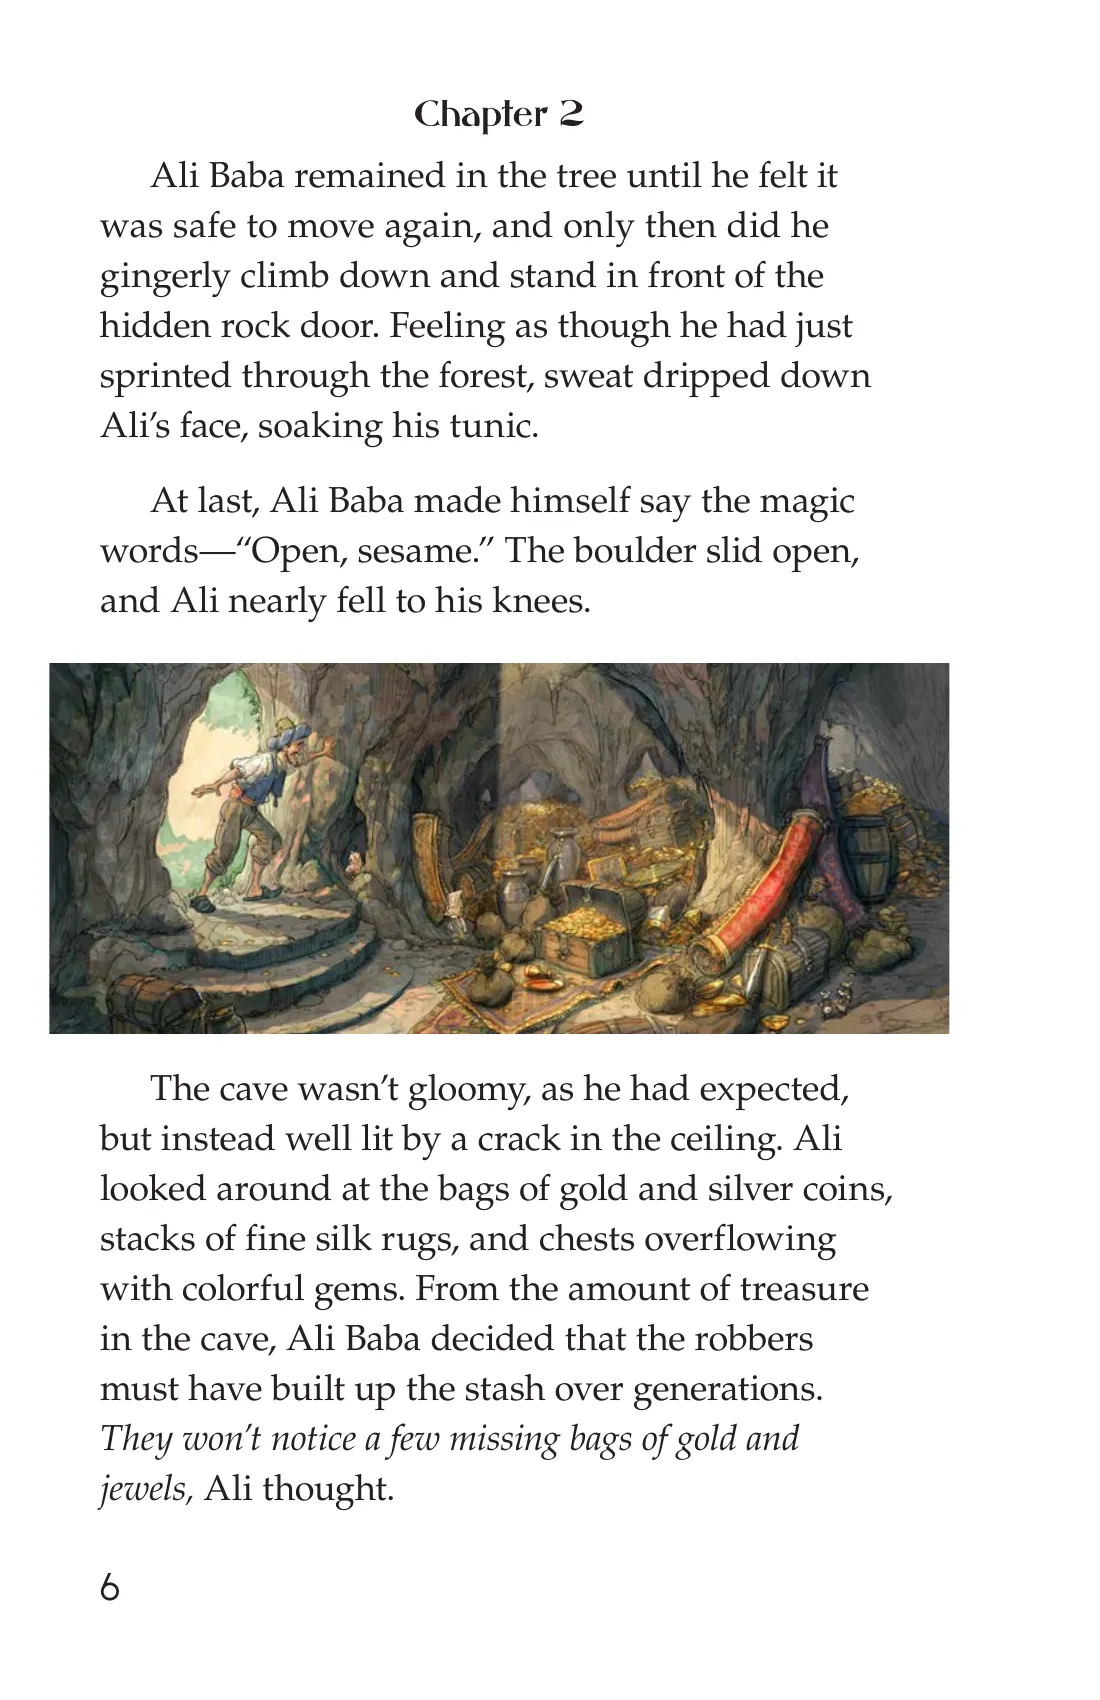 Chapter 2
Ali Baba remained in the tree until he felt it
was safe to move again, and only then did he
gingerly climb down and stand in front of the
hidden rock door. Feeling as though he had just
sprinted through the forest, sweat dripped down
Ali’s face, soaking his tunic.
At last, Ali Baba made himself say the magic
words—“Open, sesame.” The boulder slid open,
and Ali nearly fell to his knees.
The cave wasn’t gloomy, as he had expected,
but instead well lit by a crack in the ceiling. Ali
looked around at the bags of gold and silver coins,
stacks of fine silk rugs, and chests overflowing
with colorful gems. From the amount of treasure
in the cave, Ali Baba decided that the robbers
must have built up the stash over generations.
They won’t notice a few missing bags of gold and
jewels, Ali thought.
6